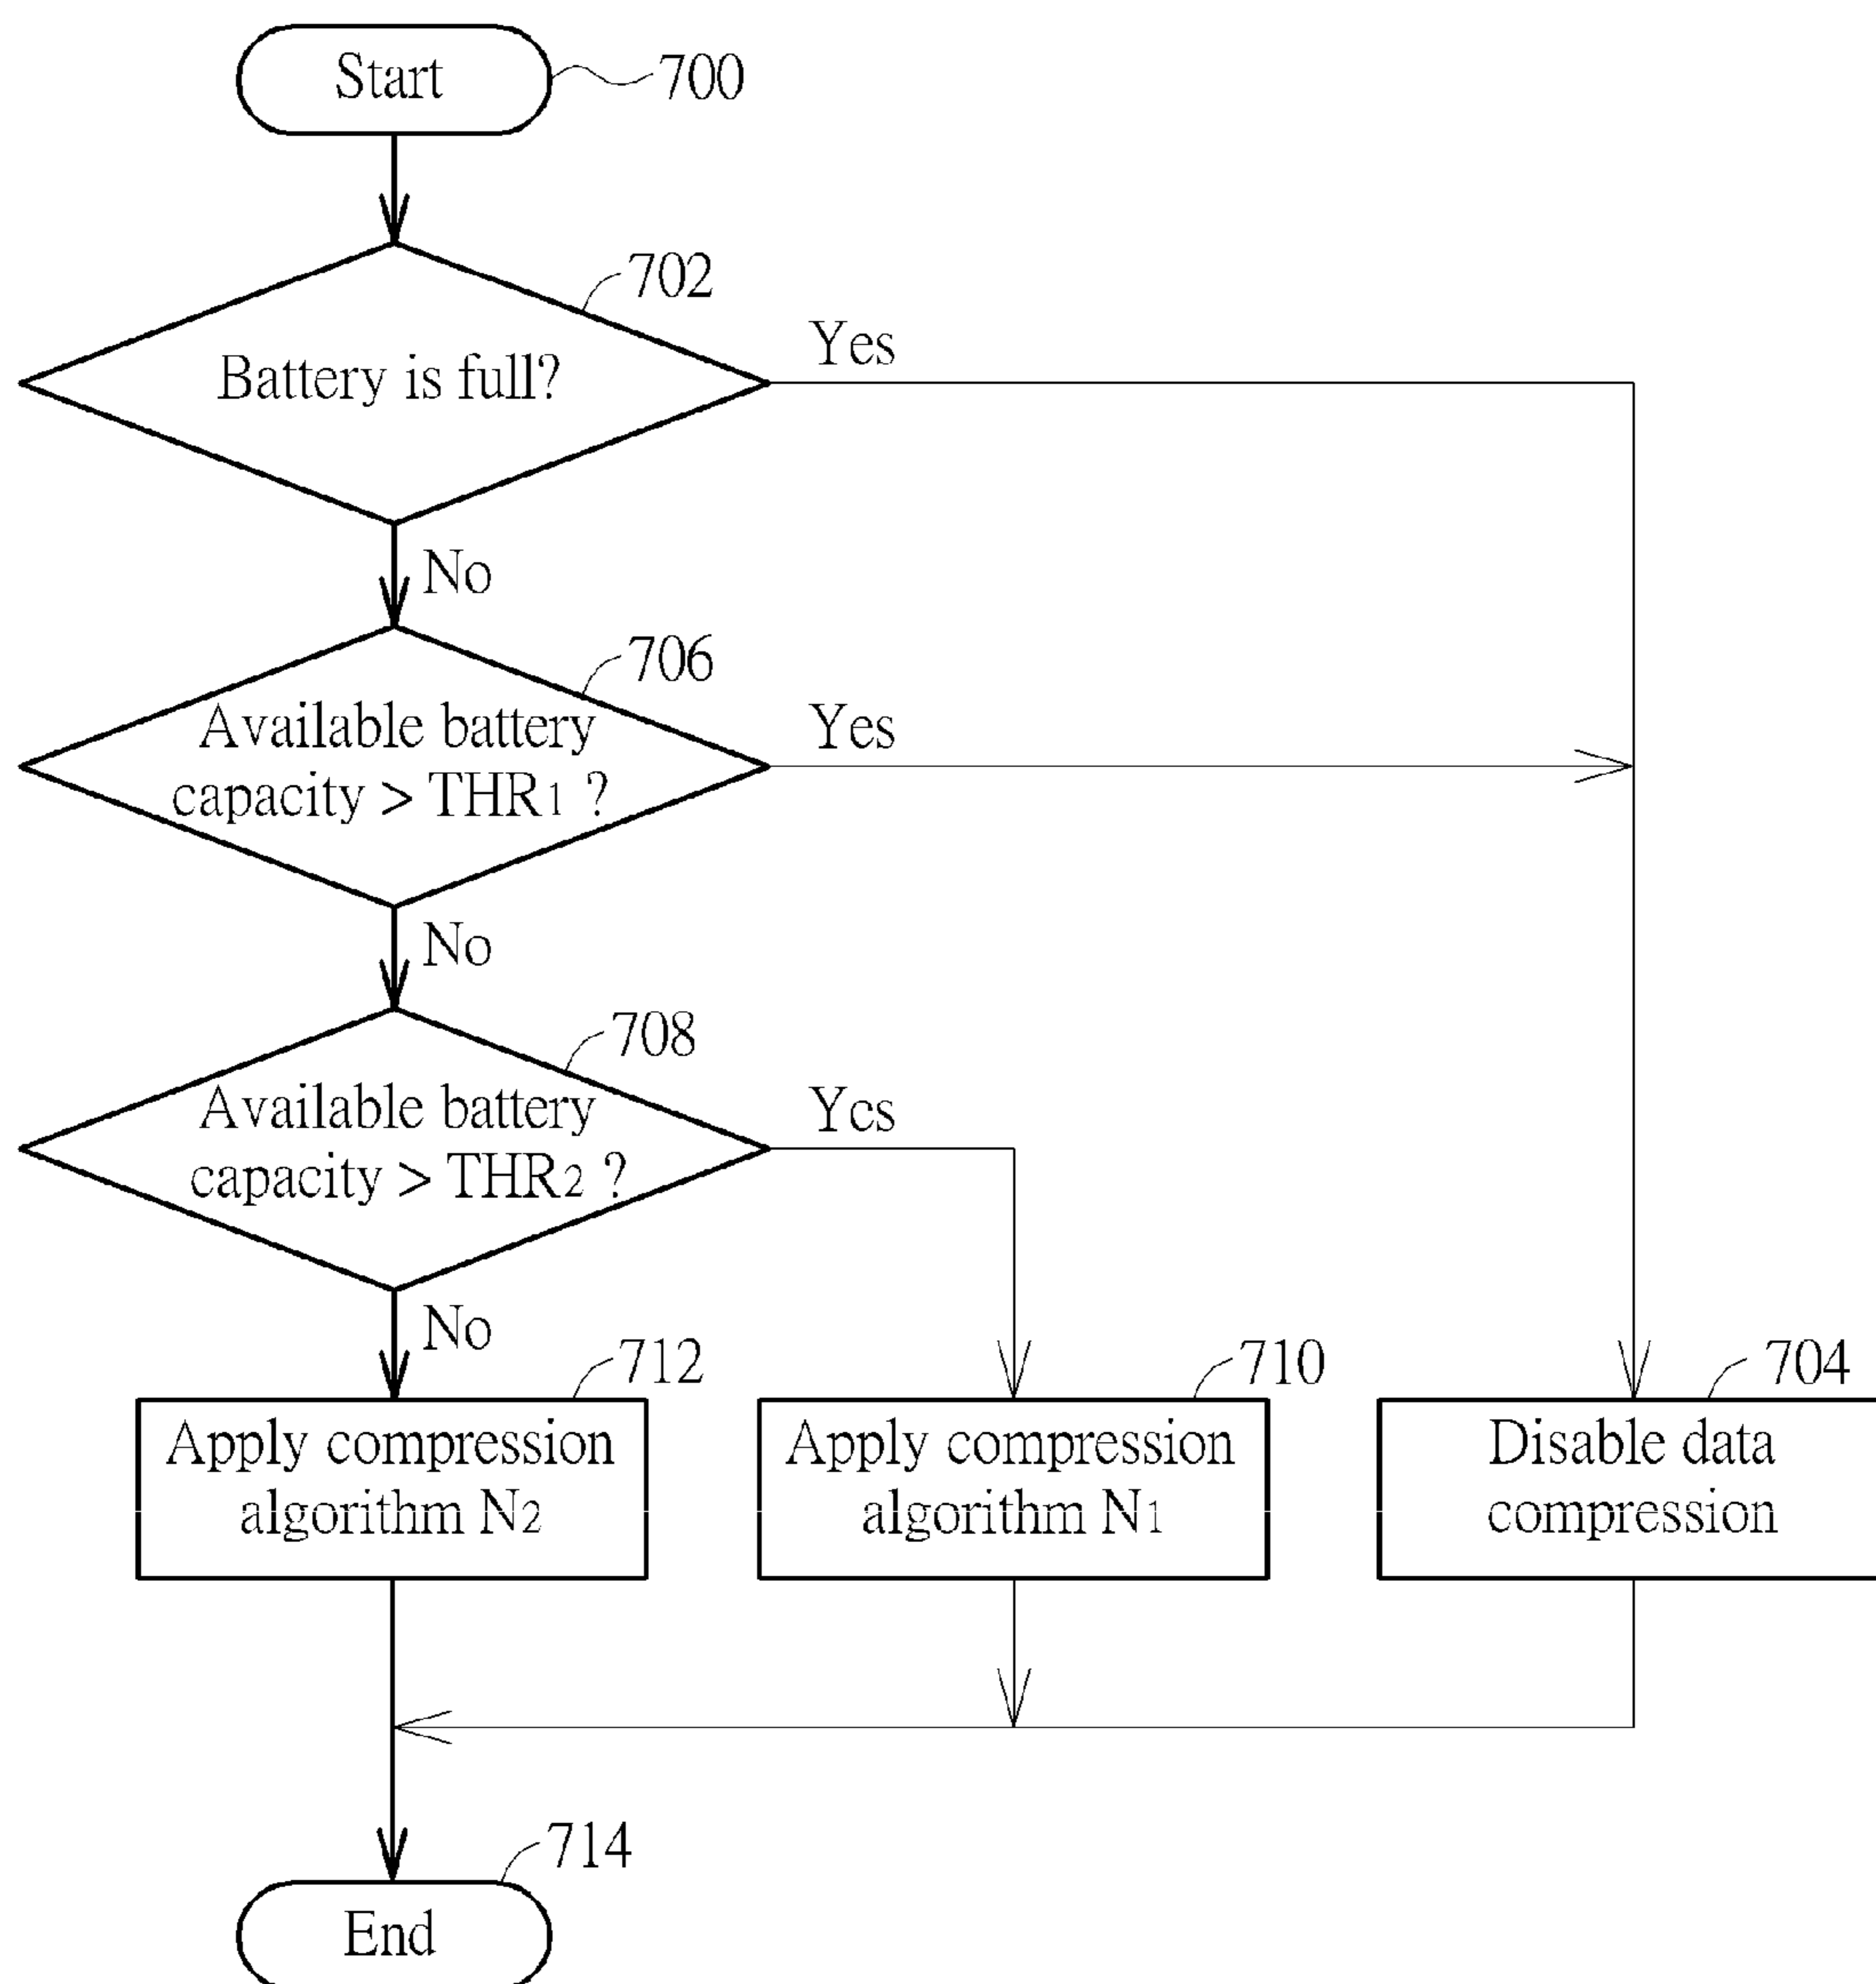 Start
700
702
Battery is full?
Yes
No
706
Available battery
capacity > THR1 ?
Yes
No
708
Available battery
capacity > THR2 ?
Yes
No
712
Apply compression
algorithm N2
710
Apply compression
algorithm N1
704
Disable data
compression
714
End